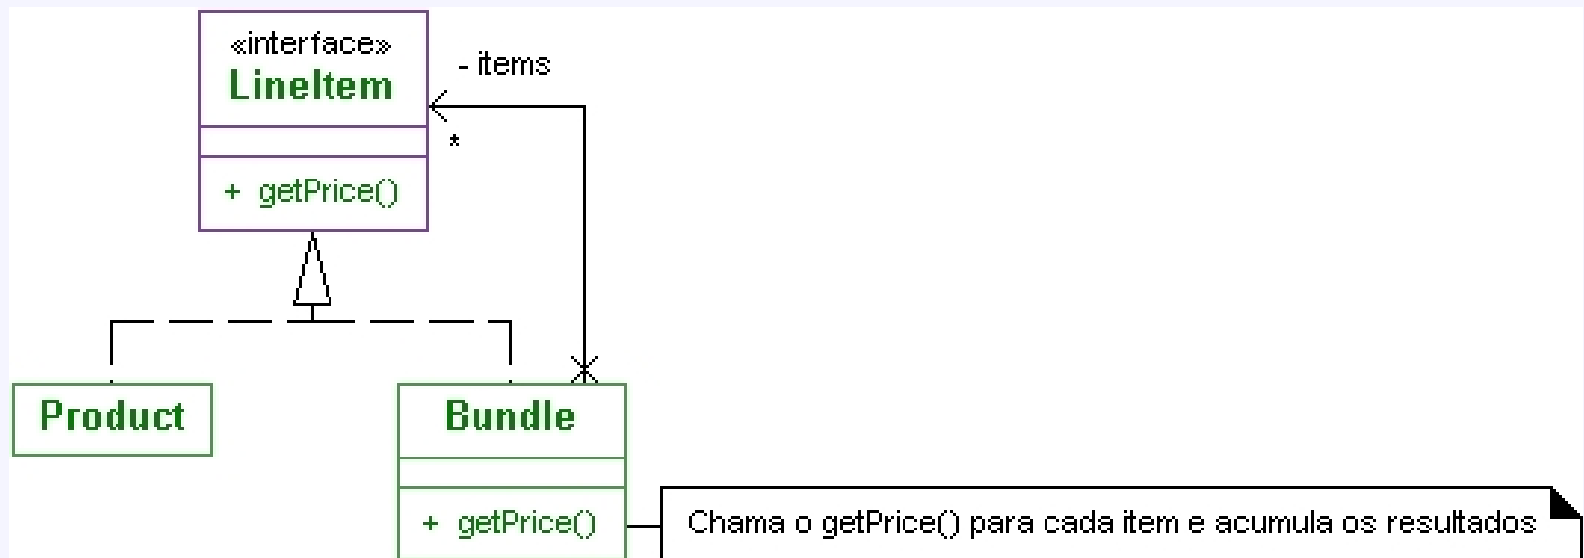 «interface»
LineItem
- items
*
+ getPrice()
Product
Bundle
+ getPrice()
Chama o getPrice() para cada item e acumula os resultados